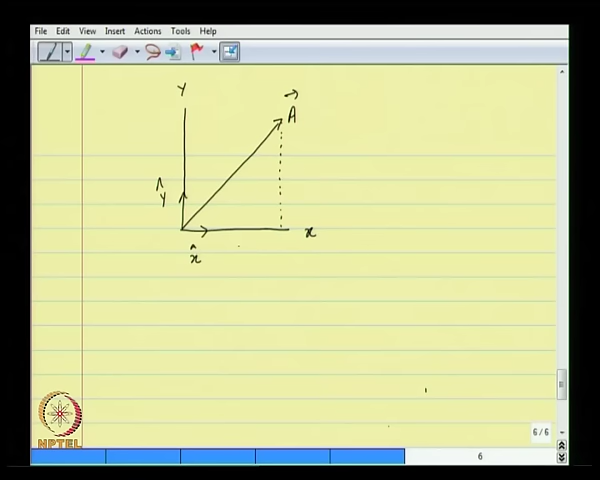 File Edit View Insert Actions Tools Help
Y
A⃗
ŷ
x
x̂
6/6
NPTEL
6